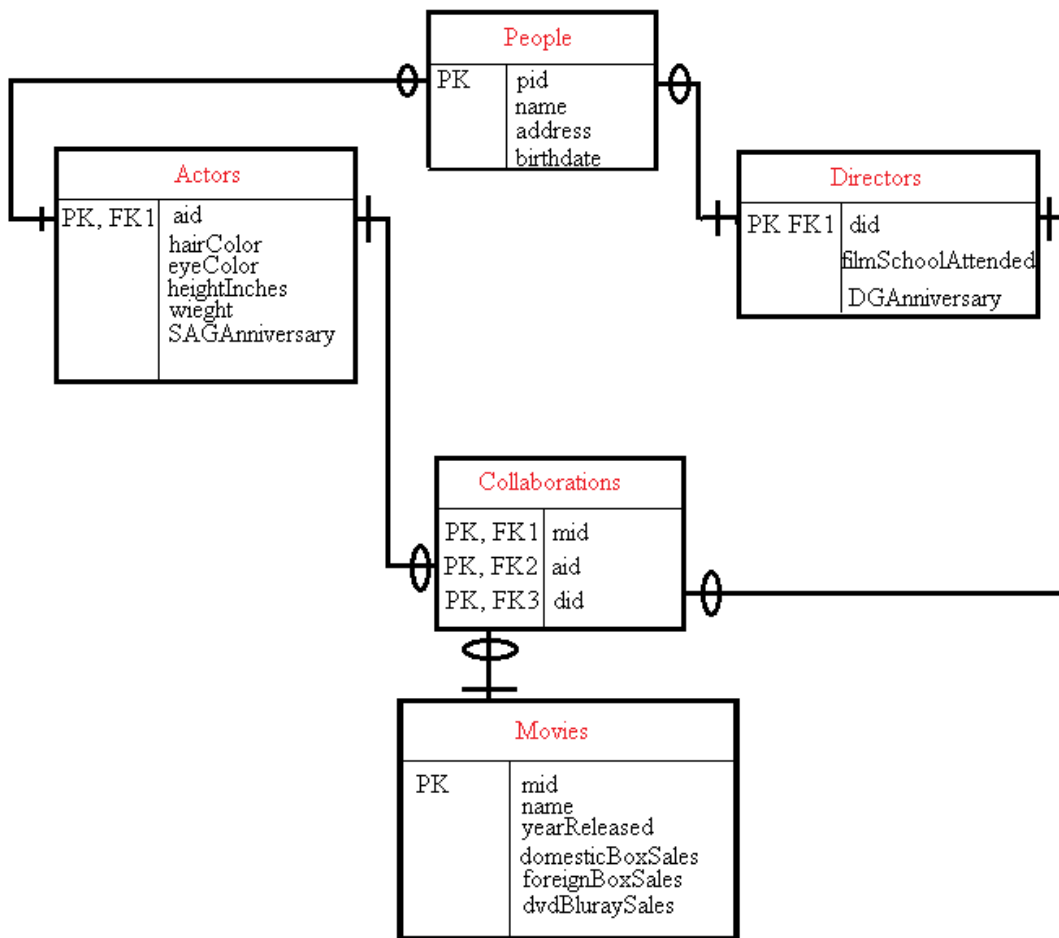 People
PK pid
name
address
birthdate
Actors
PK, FK1 aid
hairColor
eyeColor
heightInches
wieght
SAGAnniversary
Directors
PK FK1 did
filmSchoolAttended
DGAnniversary
Collaborations
PK, FK1 mid
PK, FK2 aid
PK, FK3 did
Movies
PK mid
name
yearReleased
domesticBoxSales
foreignBoxSales
dvdBluraySales